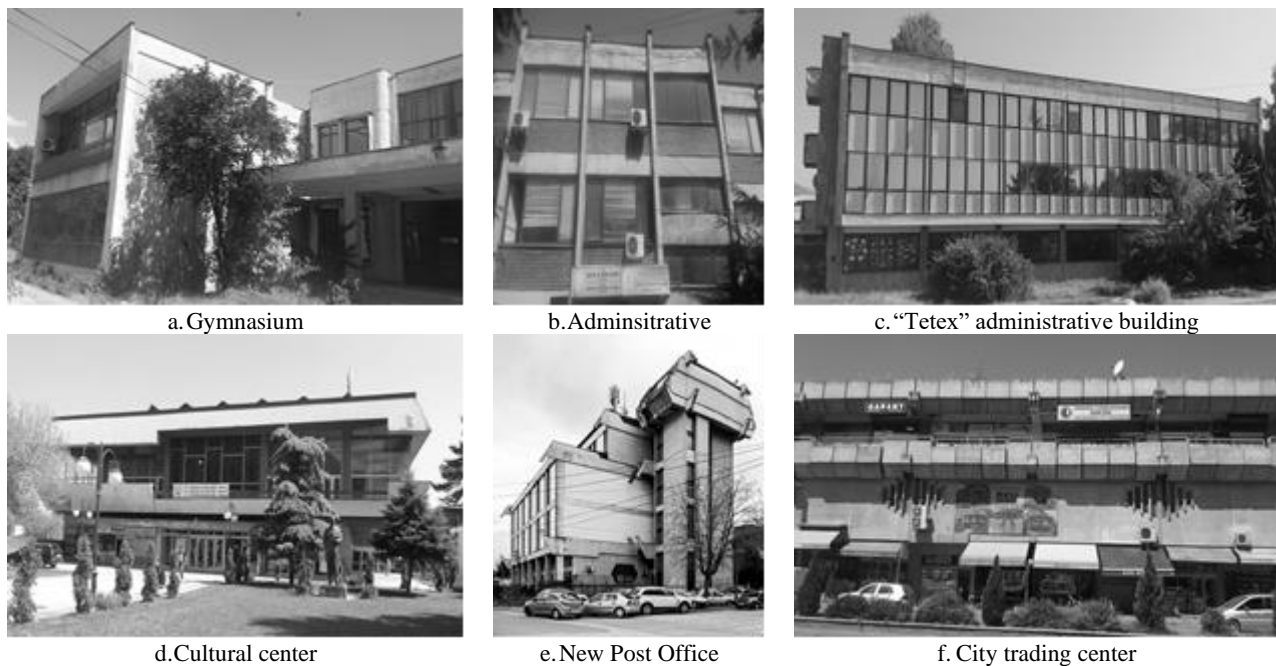 a.Gymnasium
b.Adminsitrative
c. “Tetex” administrative building
d.Cultural center
e.New Post Office
f. City trading center